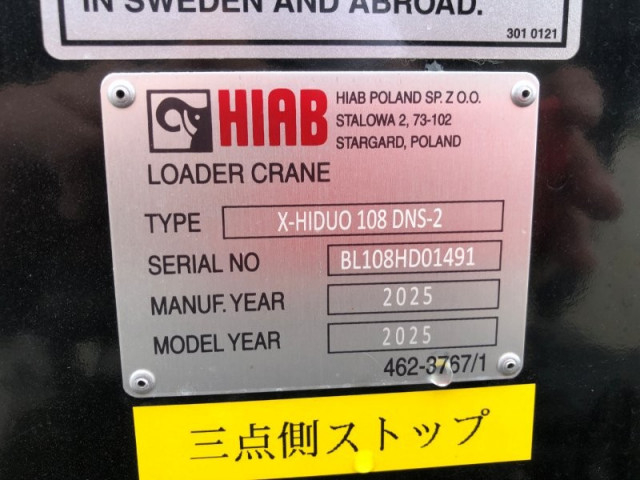 IN SWEDEN AND ABROAD.
301 0121
HIAB
HIAB POLAND SP. Z O.O.
STALOWA 2, 73-102
STARGARD, POLAND
LOADER CRANE
TYPE X-HIDUO 108 DNS-2
SERIAL NO BL108HD01491
MANUF. YEAR 2025
MODEL YEAR 2025
462-3767/1
三点側ストップ